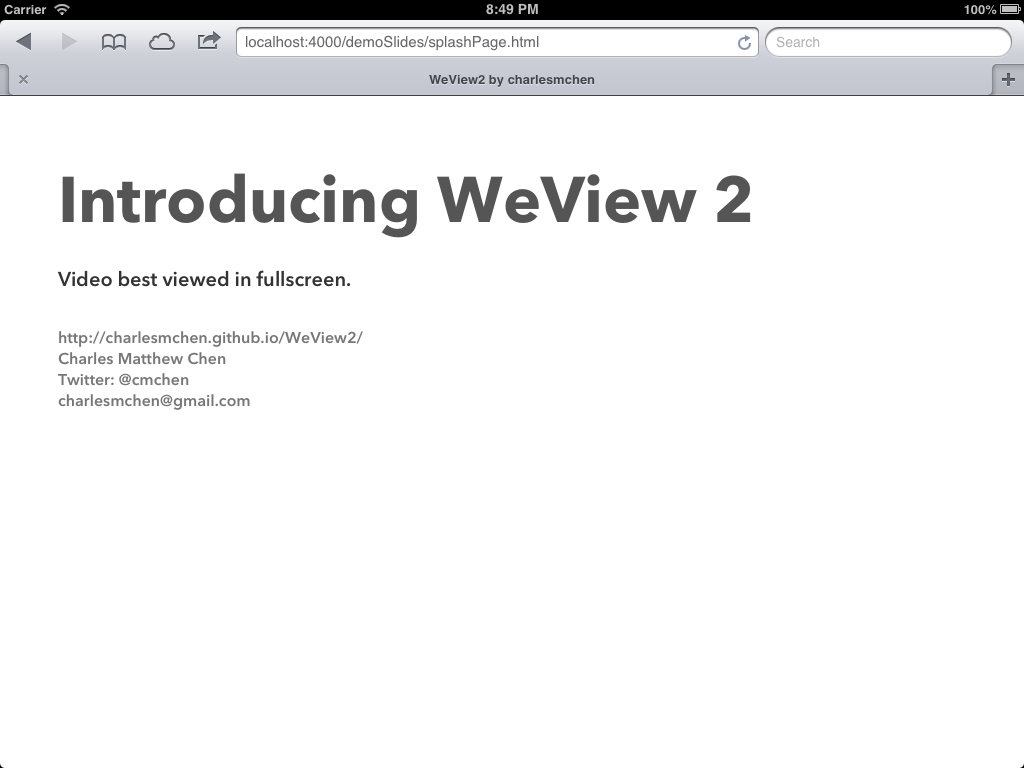 Carrier 8:49 PM 100%
localhost:4000/demoSlides/splashPage.html Search
WeView2 by charlesmchen
Introducing WeView 2
Video best viewed in fullscreen.
http://charlesmchen.github.io/WeView2/
Charles Matthew Chen
Twitter: @cmchen
charlesmchen@gmail.com